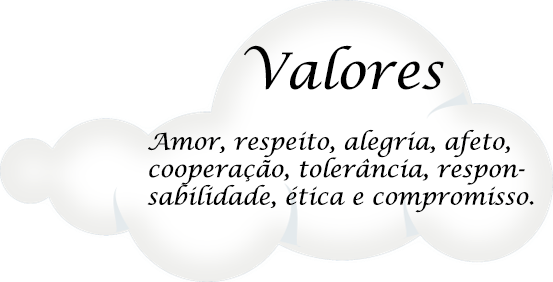 Valores
Amor, respeito, alegria, afeto,
cooperação, tolerância, respon-
sabilidade, ética e compromisso.